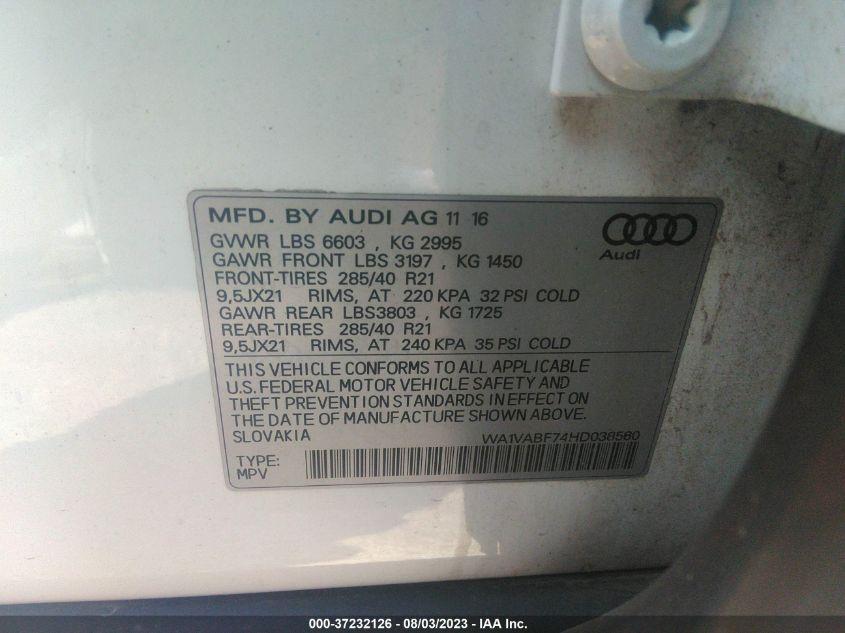 MFD. BY AUDI AG 11 16
GVWR LBS 6603 , KG 2995
GAWR FRONT LBS 3197 , KG 1450
FRONT-TIRES 285/40 R21
9,5JX21 RIMS, AT 220 KPA 32 PSI COLD
GAWR REAR LBS3803 , KG 1725
REAR-TIRES 285/40 R21
9,5JX21 RIMS, AT 240 KPA 35 PSI COLD
Audi
THIS VEHICLE CONFORMS TO ALL APPLICABLE
U.S. FEDERAL MOTOR VEHICLE SAFETY AND
THEFT PREVENTION STANDARDS IN EFFECT ON
THE DATE OF MANUFACTURE SHOWN ABOVE.
SLOVAKIA WA1VABF74HD038560
TYPE:
MPV
000-37232126 - 08/03/2023 - IAA Inc.